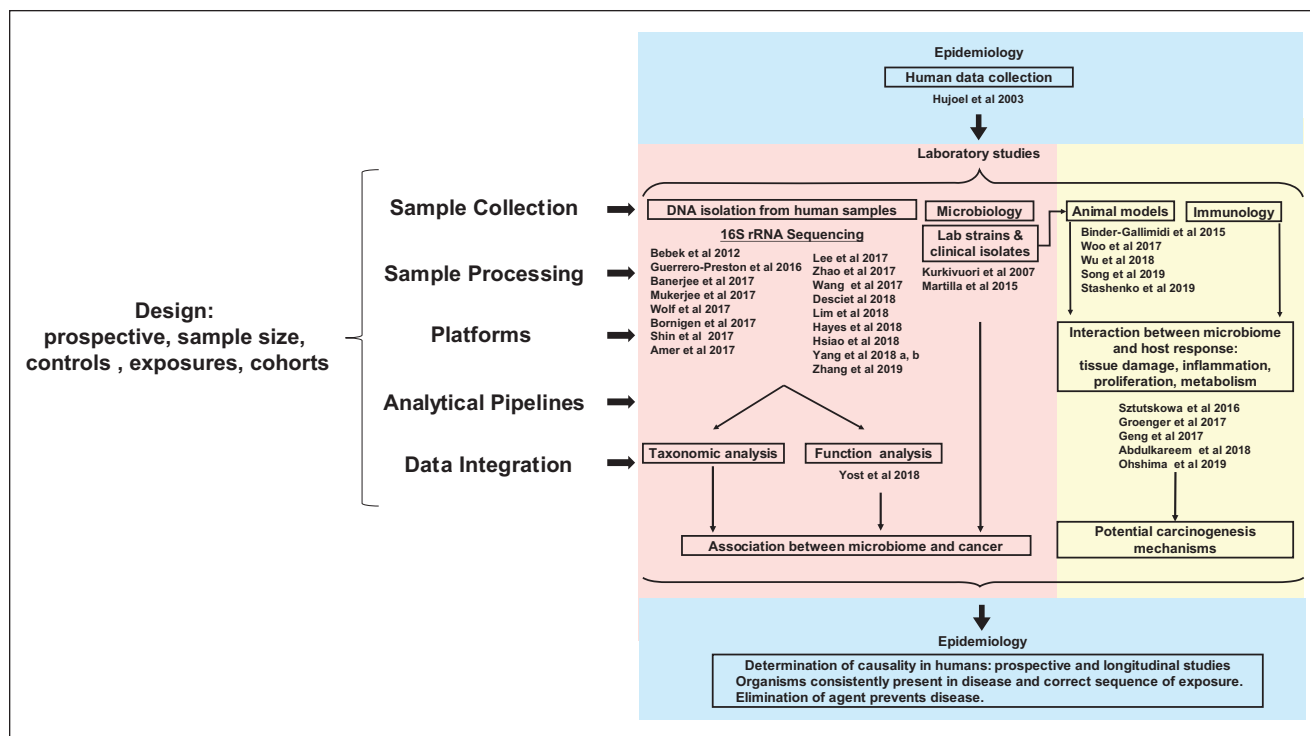 Epidemiology
Human data collection
Hujoel et al 2003
Laboratory studies
Design:
prospective, sample size,
controls , exposures, cohorts
Sample Collection
Sample Processing
Platforms
Analytical Pipelines
Data Integration
DNA isolation from human samples
16S rRNA Sequencing
Bebek et al 2012
Guerrero-Preston et al 2016
Banerjee et al 2017
Mukerjee et al 2017
Wolf et al 2017
Bornigen et al 2017
Shin et al 2017
Amer et al 2017
Lee et al 2017
Zhao et al 2017
Wang et al 2017
Desciet al 2018
Lim et al 2018
Hayes et al 2018
Hsiao et al 2018
Yang et al 2018 a, b
Zhang et al 2019
Taxonomic analysis
Function analysis
Yost et al 2018
Microbiology
Lab strains &
clinical isolates
Kurkivuori et al 2007
Martilla et al 2015
Association between microbiome and cancer
Animal models
Immunology
Binder-Gallimidi et al 2015
Woo et al 2017
Wu et al 2018
Song et al 2019
Stashenko et al 2019
Interaction between microbiome
and host response:
tissue damage, inflammation,
proliferation, metabolism
Sztutskowa et al 2016
Groenger et al 2017
Geng et al 2017
Abdulkareem et al 2018
Ohshima et al 2019
Potential carcinogenesis
mechanisms
Epidemiology
Determination of causality in humans: prospective and longitudinal studies
Organisms consistently present in disease and correct sequence of exposure.
Elimination of agent prevents disease.